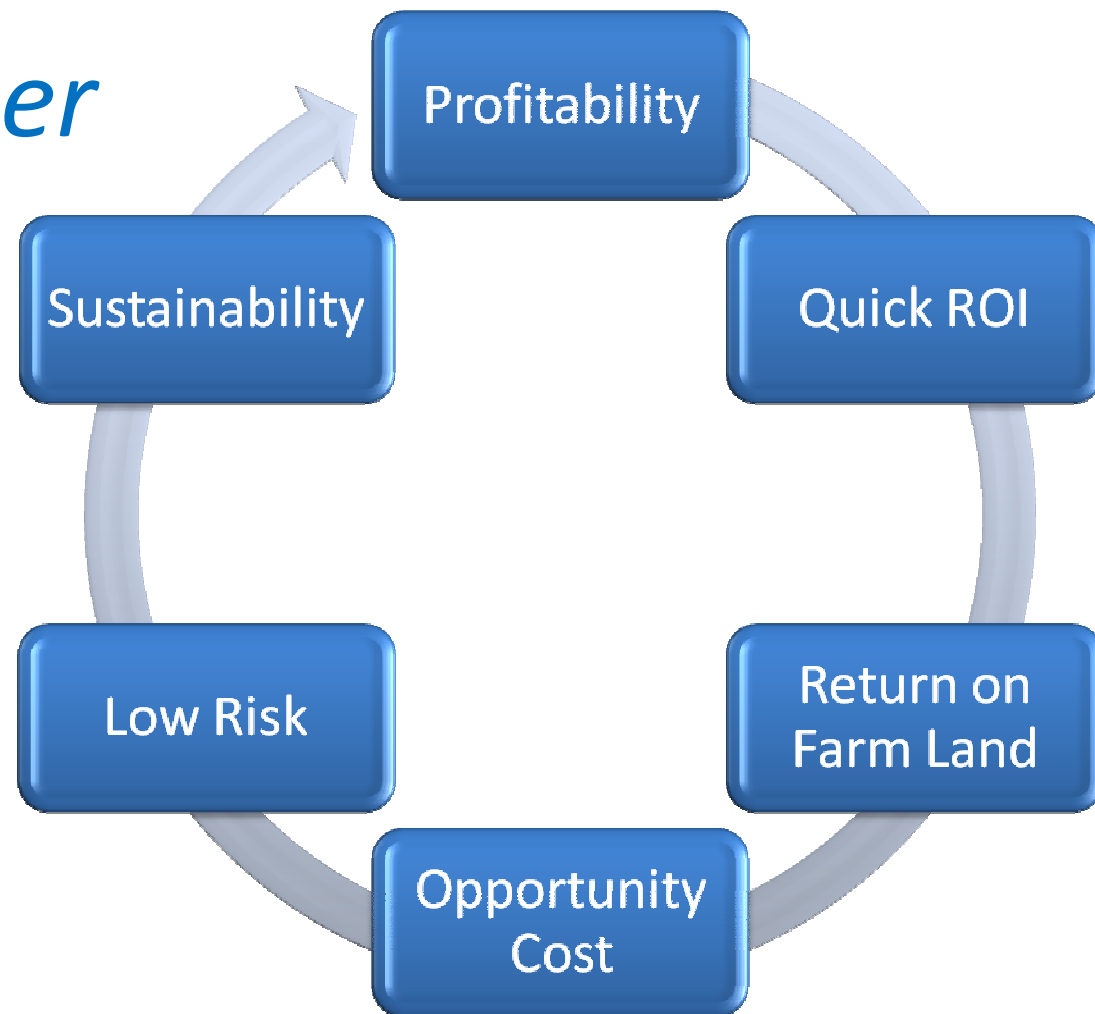 er
Profitability
Quick ROI
Return on
Farm Land
Opportunity
Cost
Low Risk
Sustainability